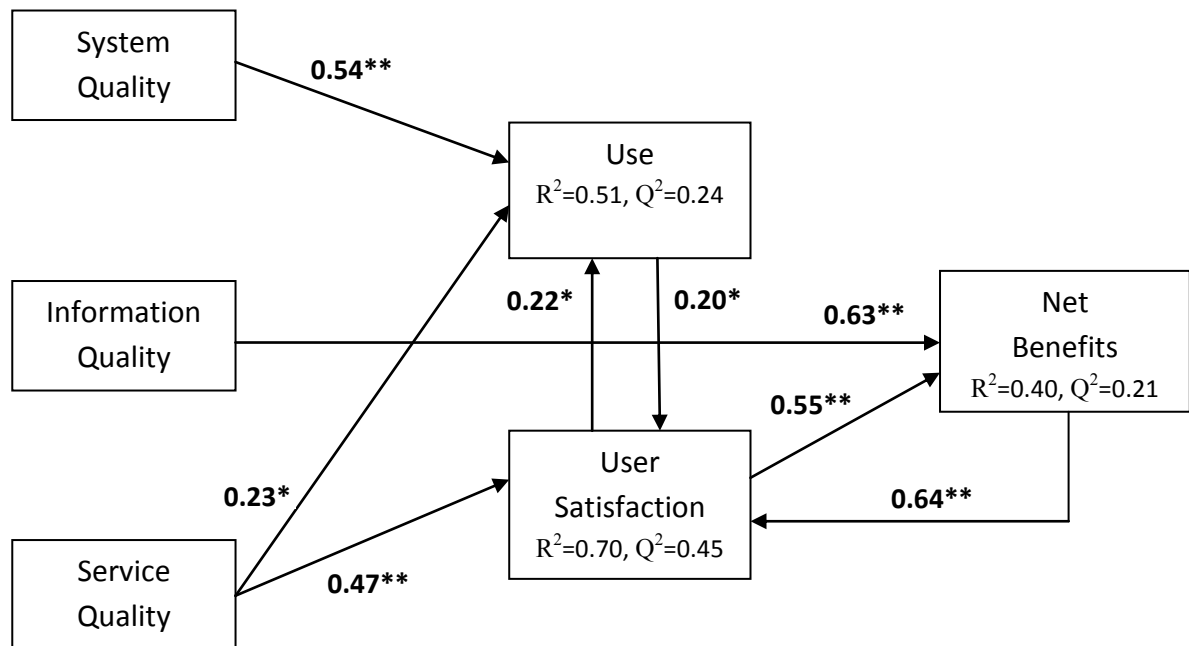 System
Quality
0.54**
Use
R²=0.51, Q²=0.24
Information
Quality
0.22*
0.20*
0.63**
Net
Benefits
R²=0.40, Q²=0.21
0.55**
User
Satisfaction
R²=0.70, Q²=0.45
0.23*
0.64**
Service
Quality
0.47**